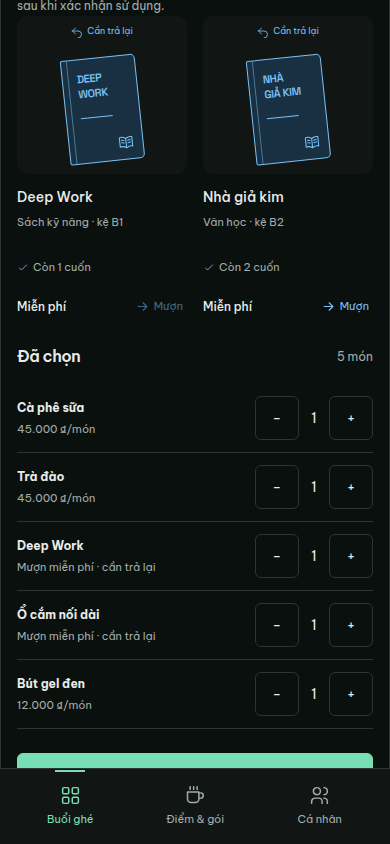 sau khi xác nhận sử dụng.
Cần trả lại
Cần trả lại
DEEP
WORK
NHÀ
GIẢ KIM
Deep Work
Nhà giả kim
Sách kỹ năng · kệ B1
Văn học · kệ B2
Còn 1 cuốn
Còn 2 cuốn
Miễn phí
Mượn
Miễn phí
Mượn
Đã chọn
5 món
Cà phê sữa
45.000 ₫/món
− 1 +
Trà đào
45.000 ₫/món
− 1 +
Deep Work
Mượn miễn phí · cần trả lại
− 1 +
Ổ cắm nối dài
Mượn miễn phí · cần trả lại
− 1 +
Bút gel đen
12.000 ₫/món
− 1 +
Buổi ghé
Điểm & gói
Cá nhân